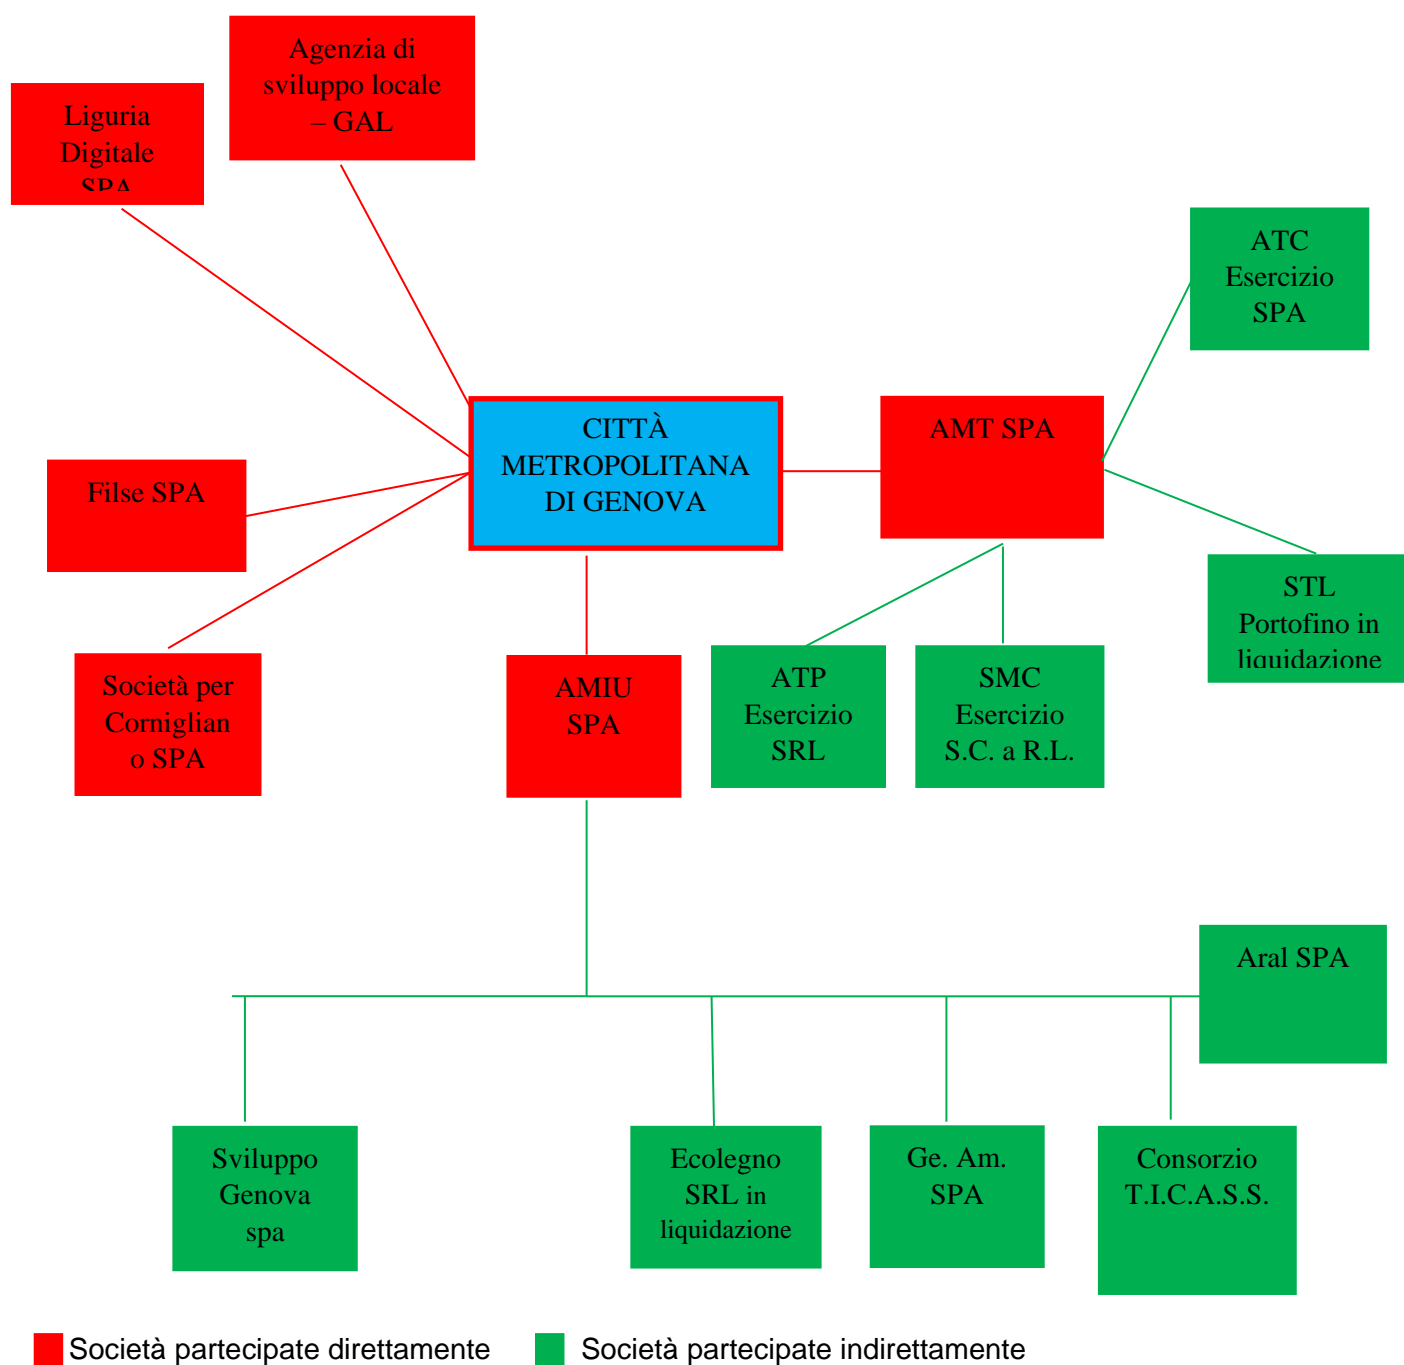 Agenzia di
sviluppo locale
– GAL
Liguria
Digitale
SPA
ATC
Esercizio
SPA
CITTÀ
METROPOLITANA
DI GENOVA
AMT SPA
Filse SPA
STL
Portofino in
liquidazione
Società per
Corniglian
o SPA
AMIU
SPA
ATP
Esercizio
SRL
SMC
Esercizio
S.C. a R.L.
Aral SPA
Sviluppo
Genova
spa
Ecolegno
SRL in
liquidazione
Ge. Am.
SPA
Consorzio
T.I.C.A.S.S.
Società partecipate direttamente
Società partecipate indirettamente